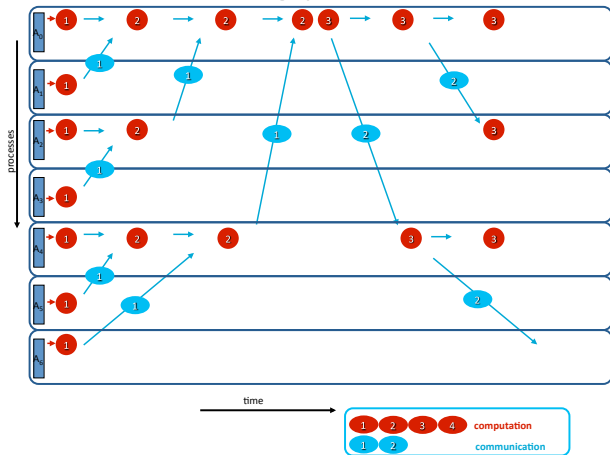 A0 1 2 2 2 3 3 3
1 1 2
A1 1
A2 1 2 1 2 3
1
A3 1
A4 1 2 2 3 3
1 1 2
A5 1
A6 1
processes
time
1 2 3 4 computation
1 2 communication